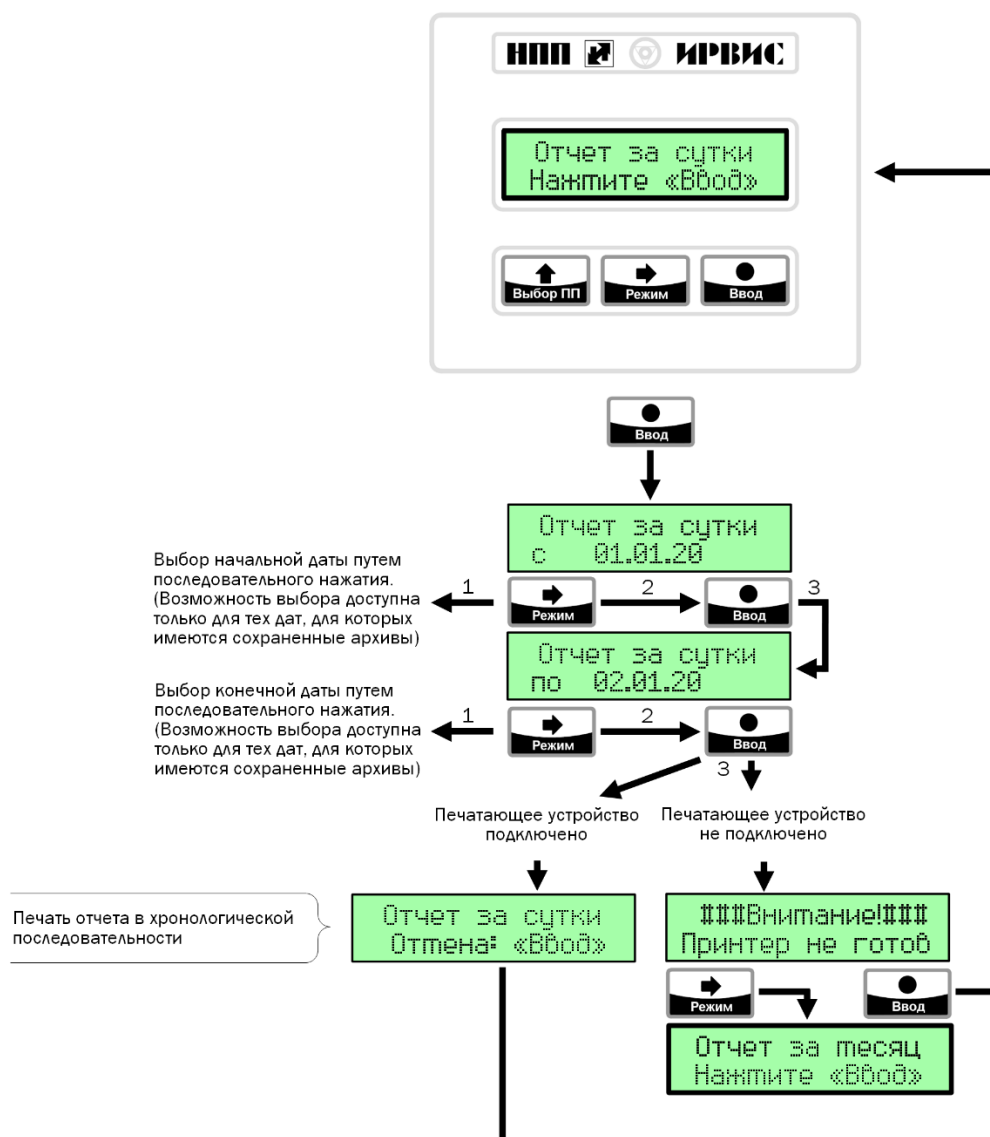 НПП ИРВИС
Отчет за сутки
Нажмите «Ввод»
Выбор ПП Режим Ввод
Ввод
Отчет за сутки
с 01.01.20
Выбор начальной даты путем
последовательного нажатия.
(Возможность выбора доступна
только для тех дат, для которых
имеются сохраненные архивы)
1 Режим 2 Ввод 3
Отчет за сутки
по 02.01.20
Выбор конечной даты путем
последовательного нажатия.
(Возможность выбора доступна
только для тех дат, для которых
имеются сохраненные архивы)
1 Режим 2 Ввод
3
Печатающее устройство
подключено
Печатающее устройство
не подключено
Печать отчета в хронологической
последовательности
Отчет за сутки
Отмена: «Ввод»
###Внимание!###
Принтер не готов
Режим Ввод
Отчет за месяц
Нажмите «Ввод»